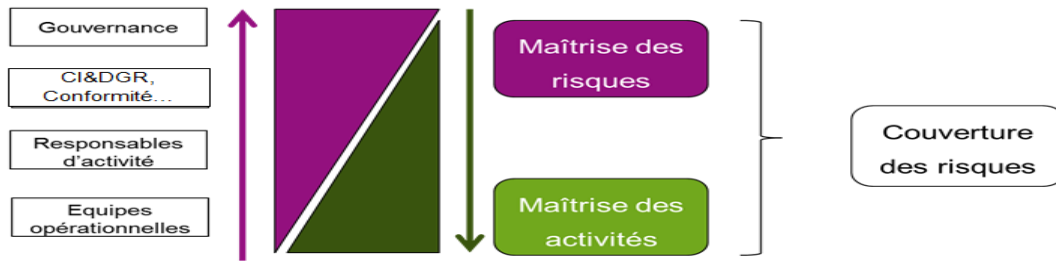 Gouvernance
CI&DGR,
Conformité…
Responsables
d'activité
Equipes
opérationnelles
Maîtrise des
risques
Maîtrise des
activités
Couverture
des risques